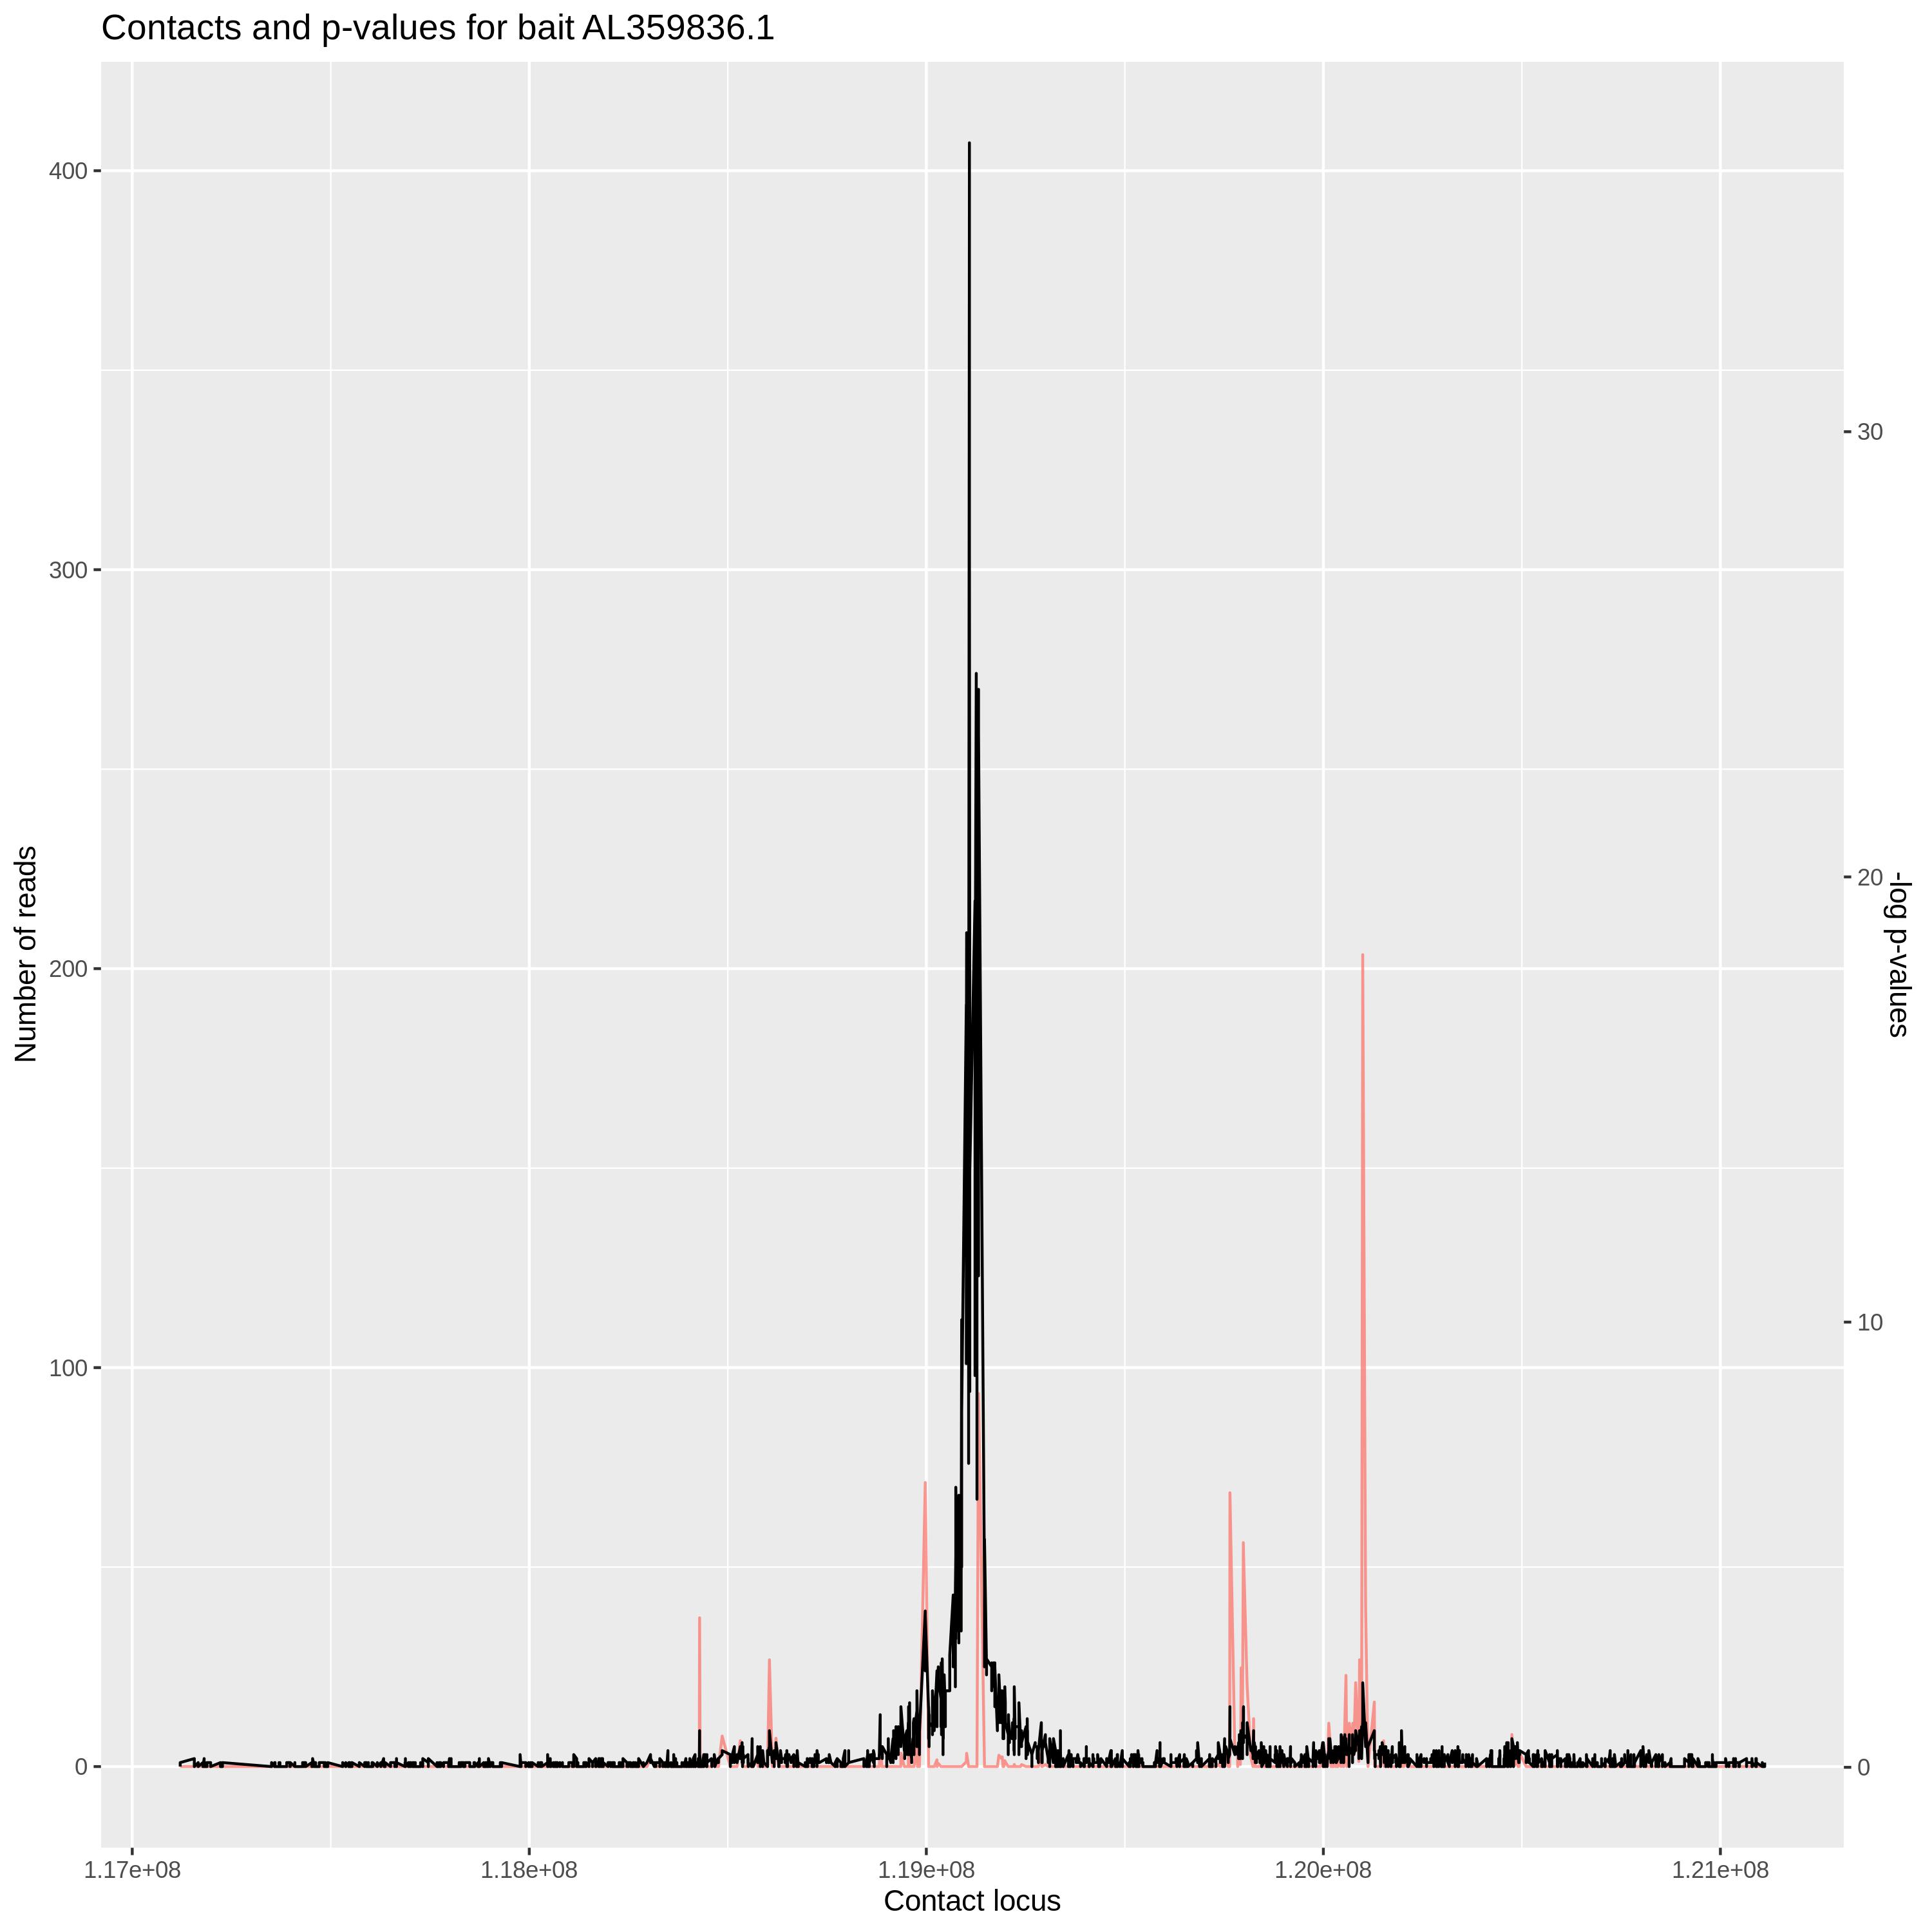 Contacts and p-values for bait AL359836.1
400
300
200
100
0
Number of reads
30
20
10
0
-log p-values
1.17e+08
1.18e+08
1.19e+08
1.20e+08
1.21e+08
Contact locus